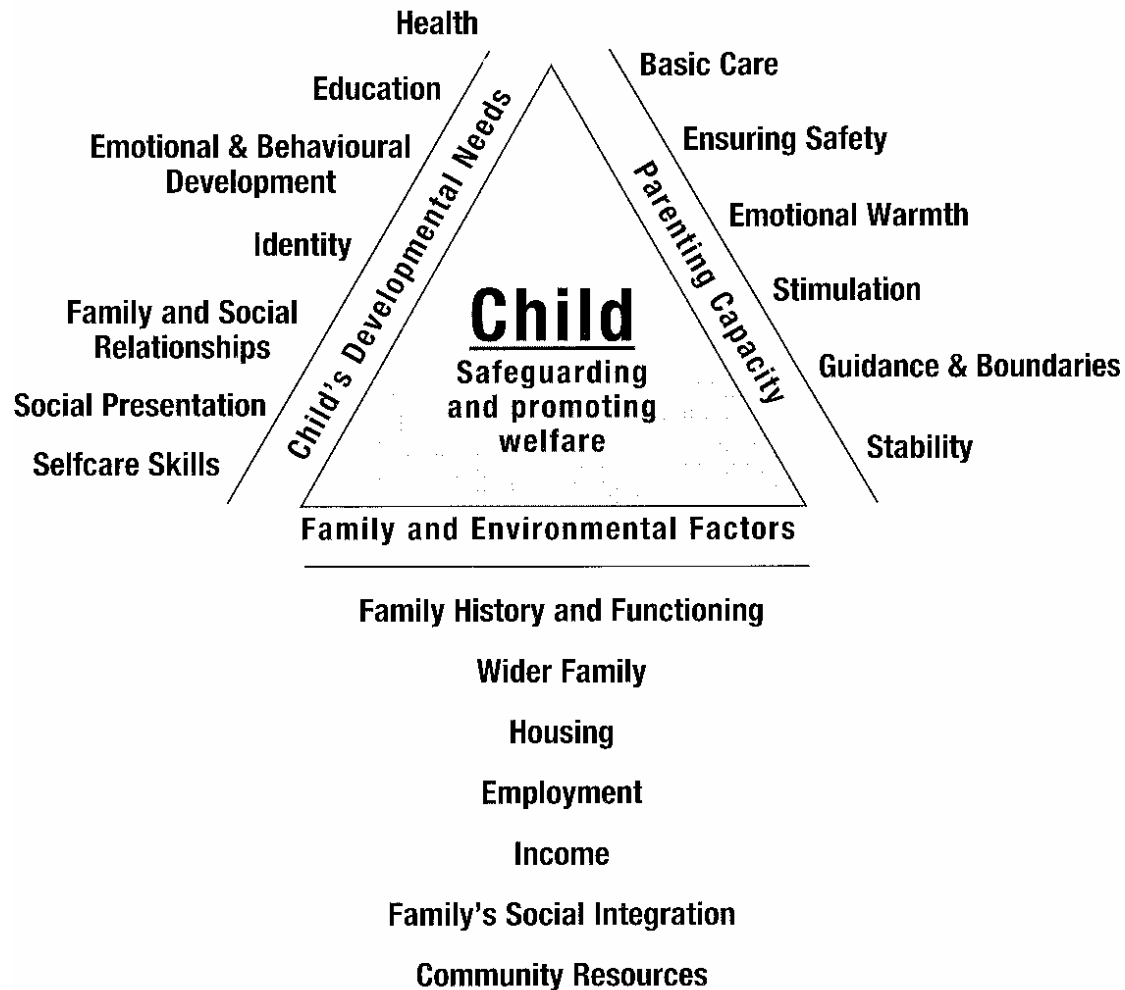 Health
Education
Emotional & Behavioural
Development
Identity
Family and Social
Relationships
Social Presentation
Selfcare Skills
Child's Developmental Needs
Basic Care
Ensuring Safety
Emotional Warmth
Stimulation
Guidance & Boundaries
Stability
Parenting Capacity
Child
Safeguarding
and promoting
welfare
Family and Environmental Factors
Family History and Functioning
Wider Family
Housing
Employment
Income
Family's Social Integration
Community Resources